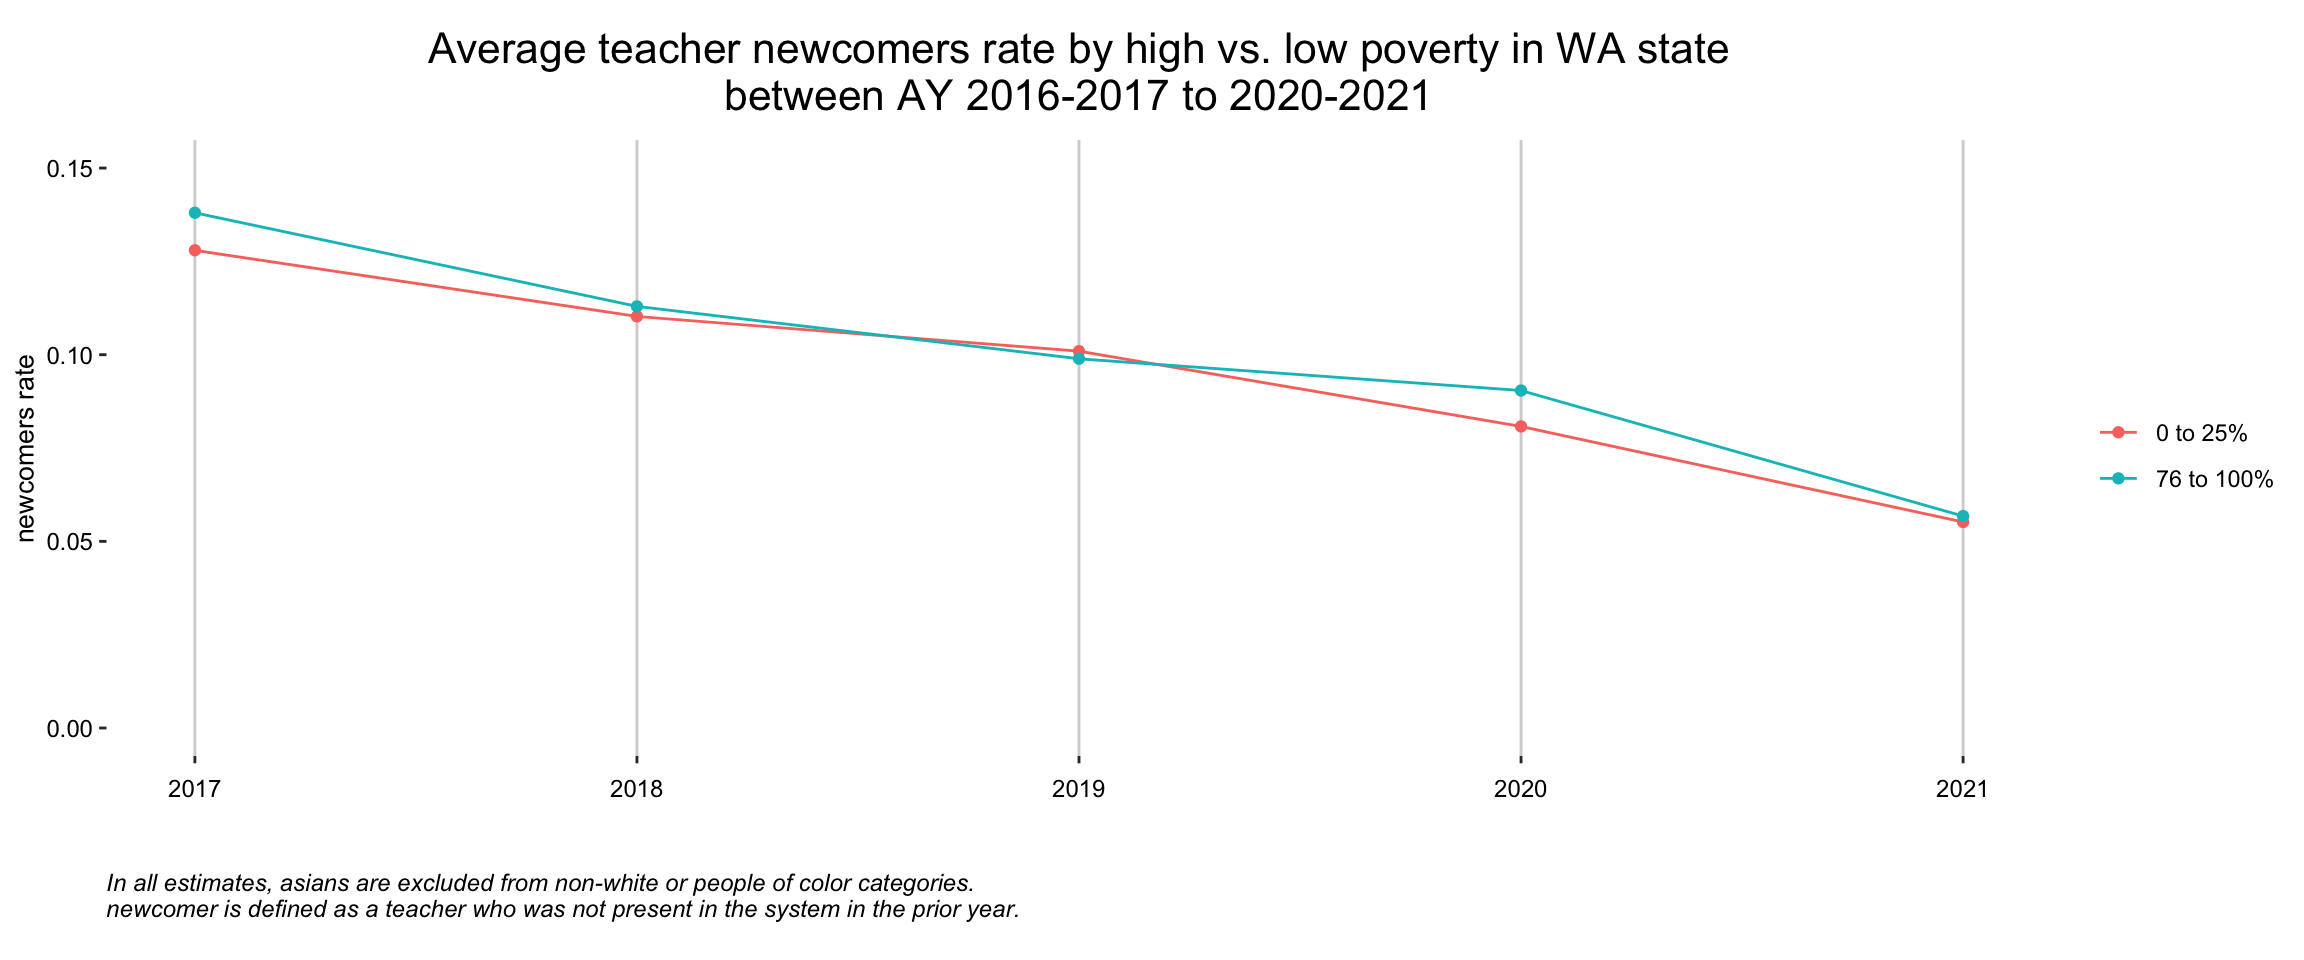 Average teacher newcomers rate by high vs. low poverty in WA state
between AY 2016-2017 to 2020-2021
0.15
0.10
0.05
0.00
newcomers rate
2017
2018
2019
2020
2021
0 to 25%
76 to 100%
In all estimates, asians are excluded from non-white or people of color categories.
newcomer is defined as a teacher who was not present in the system in the prior year.